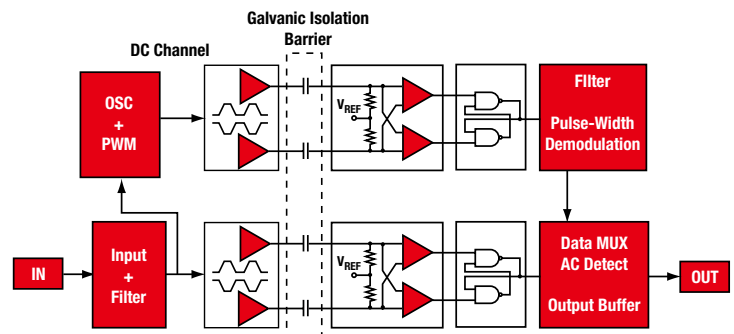 Galvanic Isolation
Barrier
DC Channel
OSC
+
PWM
VREF
FIlter
Pulse-Width
Demodulation
IN
Input
+
Filter
VREF
Data MUX
AC Detect
Output Buffer
OUT